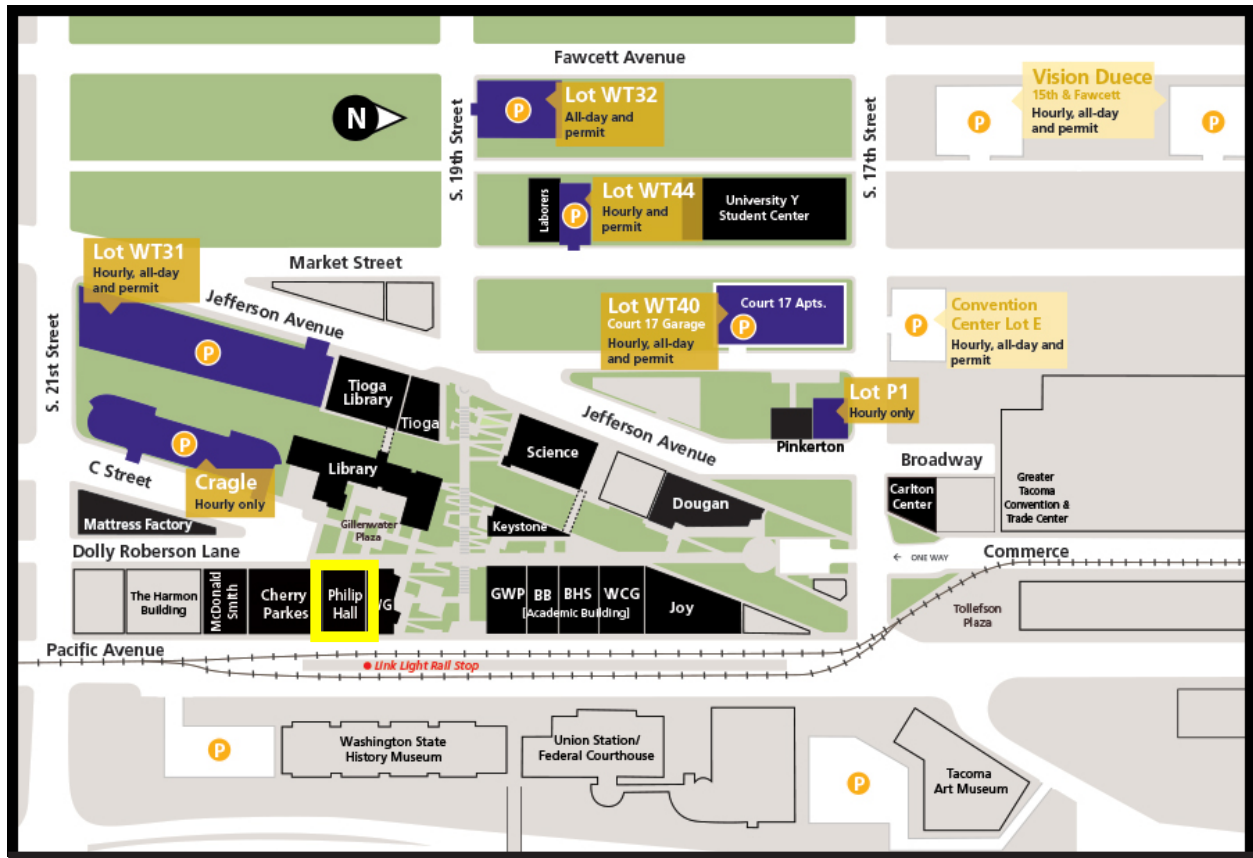 Fawcett Avenue
Vision Duece
15th & Fawcett
Hourly, all-day
and permit
P
P
Lot WT32
All-day and
permit
P
N
S. 19th Street
S. 17th Street
Lot WT44
Hourly and
permit
P
Laborers
University Y
Student Center
Lot WT31
Hourly, all-day
and permit
P
Market Street
Jefferson Avenue
Lot WT40
Court 17 Garage
Hourly, all-day
and permit
Court 17 Apts.
P
Convention
Center Lot E
Hourly, all-day and
permit
P
S. 21st Street
Tioga
Library
Tioga
Jefferson Avenue
Lot P1
Hourly only
Pinkerton
P
Cragle
Hourly only
C Street
Library
Science
Dougan
Keystone
Broadway
Carlton
Center
Greater
Tacoma
Convention &
Trade Center
Mattress Factory
Gillenwater
Plaza
Dolly Roberson Lane
← ONE WAY
Commerce
The Harmon
Building
McDonald
Smith
Cherry
Parkes
Philip
Hall
GWP
BB
BHS
WCG
[Academic Building]
Joy
Tollefson
Plaza
Pacific Avenue
Link Light Rail Stop
P
Washington State
History Museum
Union Station/
Federal Courthouse
P
Tacoma
Art Museum